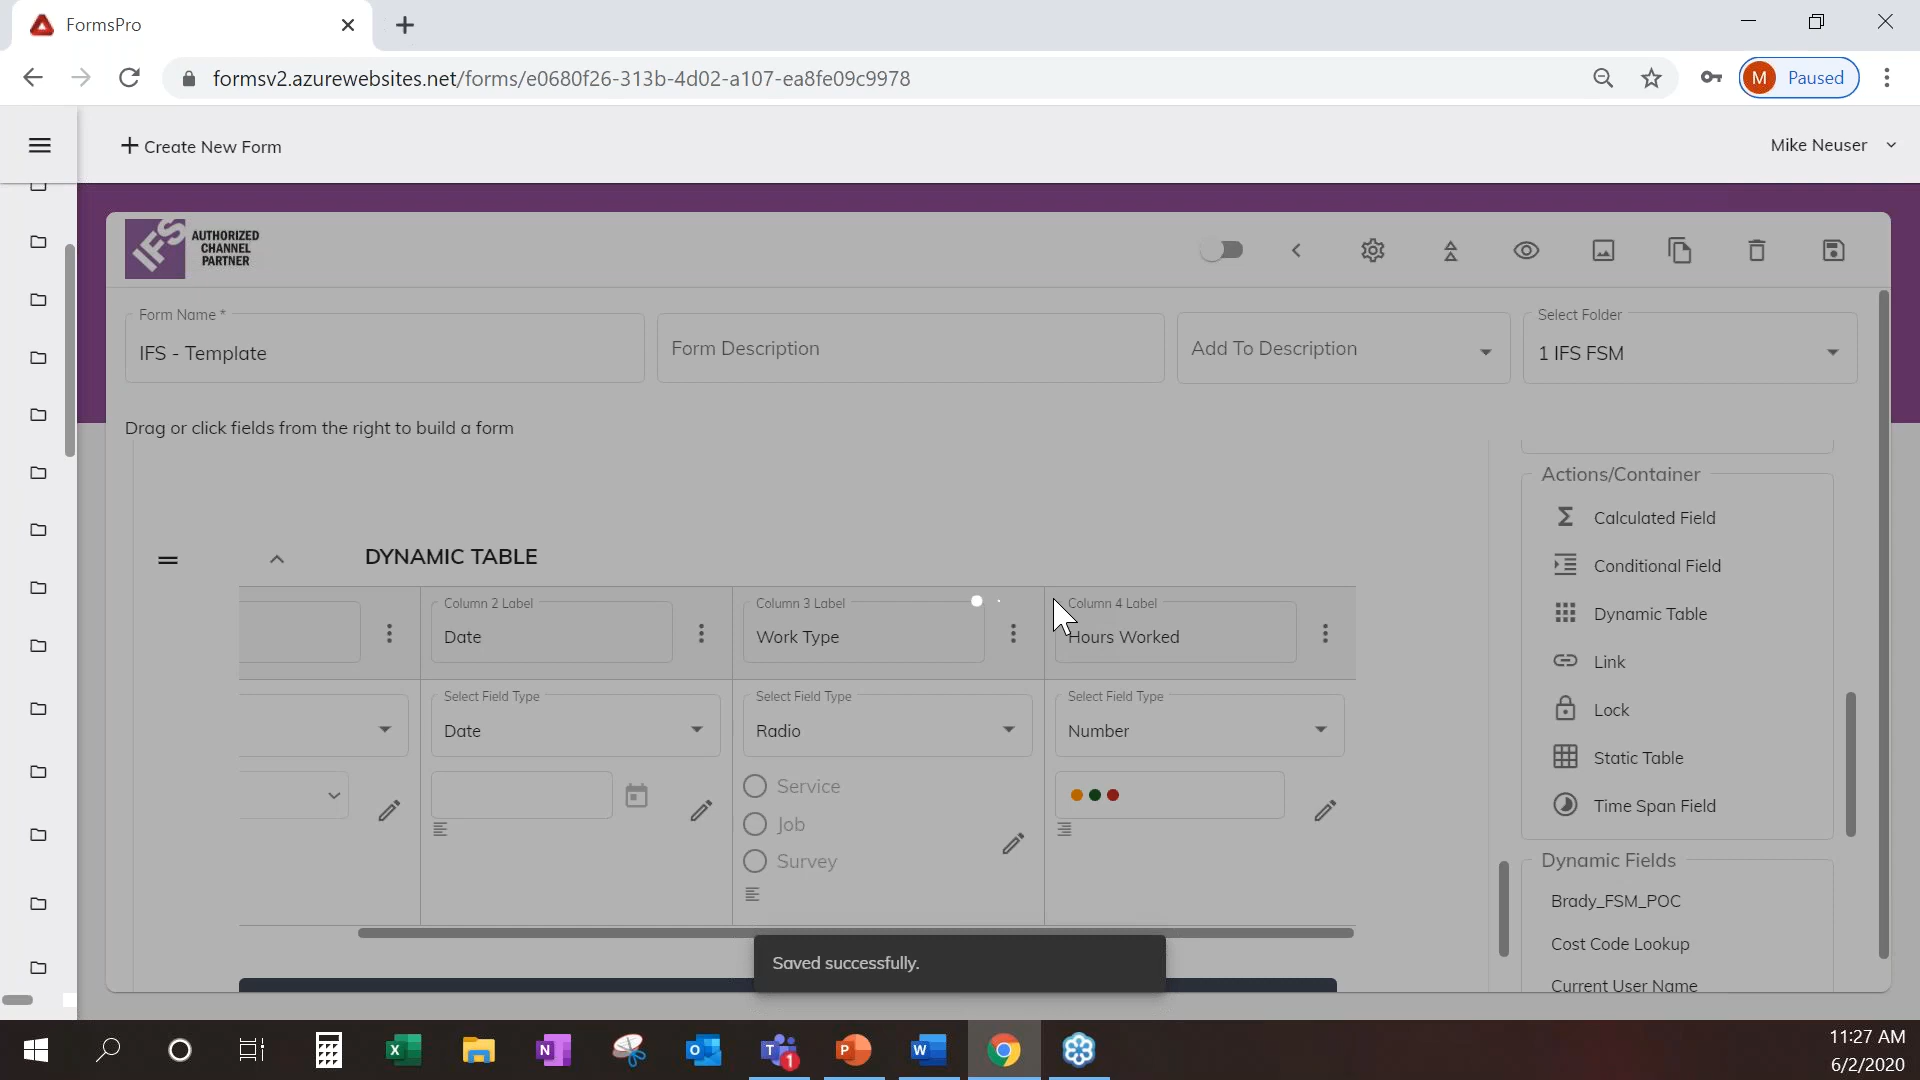 FormsPro
formsv2.azurewebsites.net/forms/e0680f26-313b-4d02-a107-ea8fe09c9978
M Paused
Create New Form
Mike Neuser
IFS AUTHORIZED
CHANNEL
PARTNER
Form Name *
IFS - Template
Form Description
Add To Description
Select Folder
1 IFS FSM
Drag or click fields from the right to build a form
DYNAMIC TABLE
Column 2 Label
Date
Column 3 Label
Work Type
Column 4 Label
Hours Worked
Select Field Type
Date
Select Field Type
Radio
Select Field Type
Number
Service
Job
Survey
Actions/Container
Calculated Field
Conditional Field
Dynamic Table
Link
Lock
Static Table
Time Span Field
Dynamic Fields
Brady_FSM_POC
Cost Code Lookup
Current User Name
Saved successfully.
11:27 AM
6/2/2020